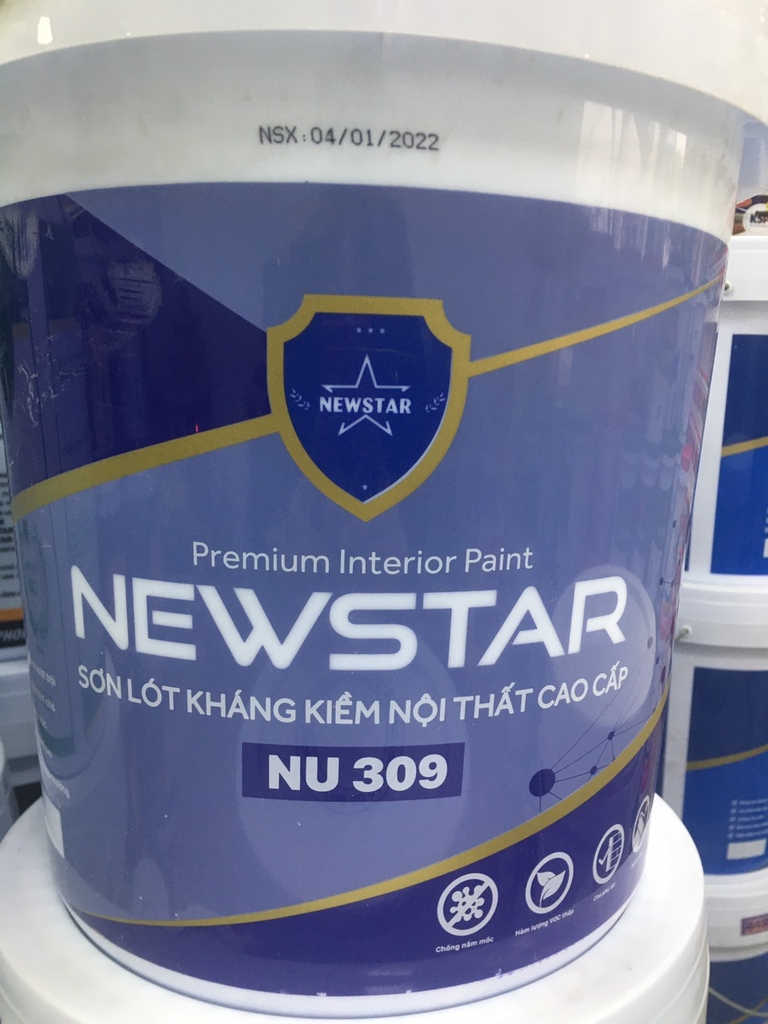 NSX:04/01/2022
NEWSTAR
Premium Interior Paint
NEWSTAR
SƠN LÓT KHÁNG KIỀM NỘI THẤT CAO CẤP
NU 309
Chống nấm mốc
Hàm lượng VOC thấp